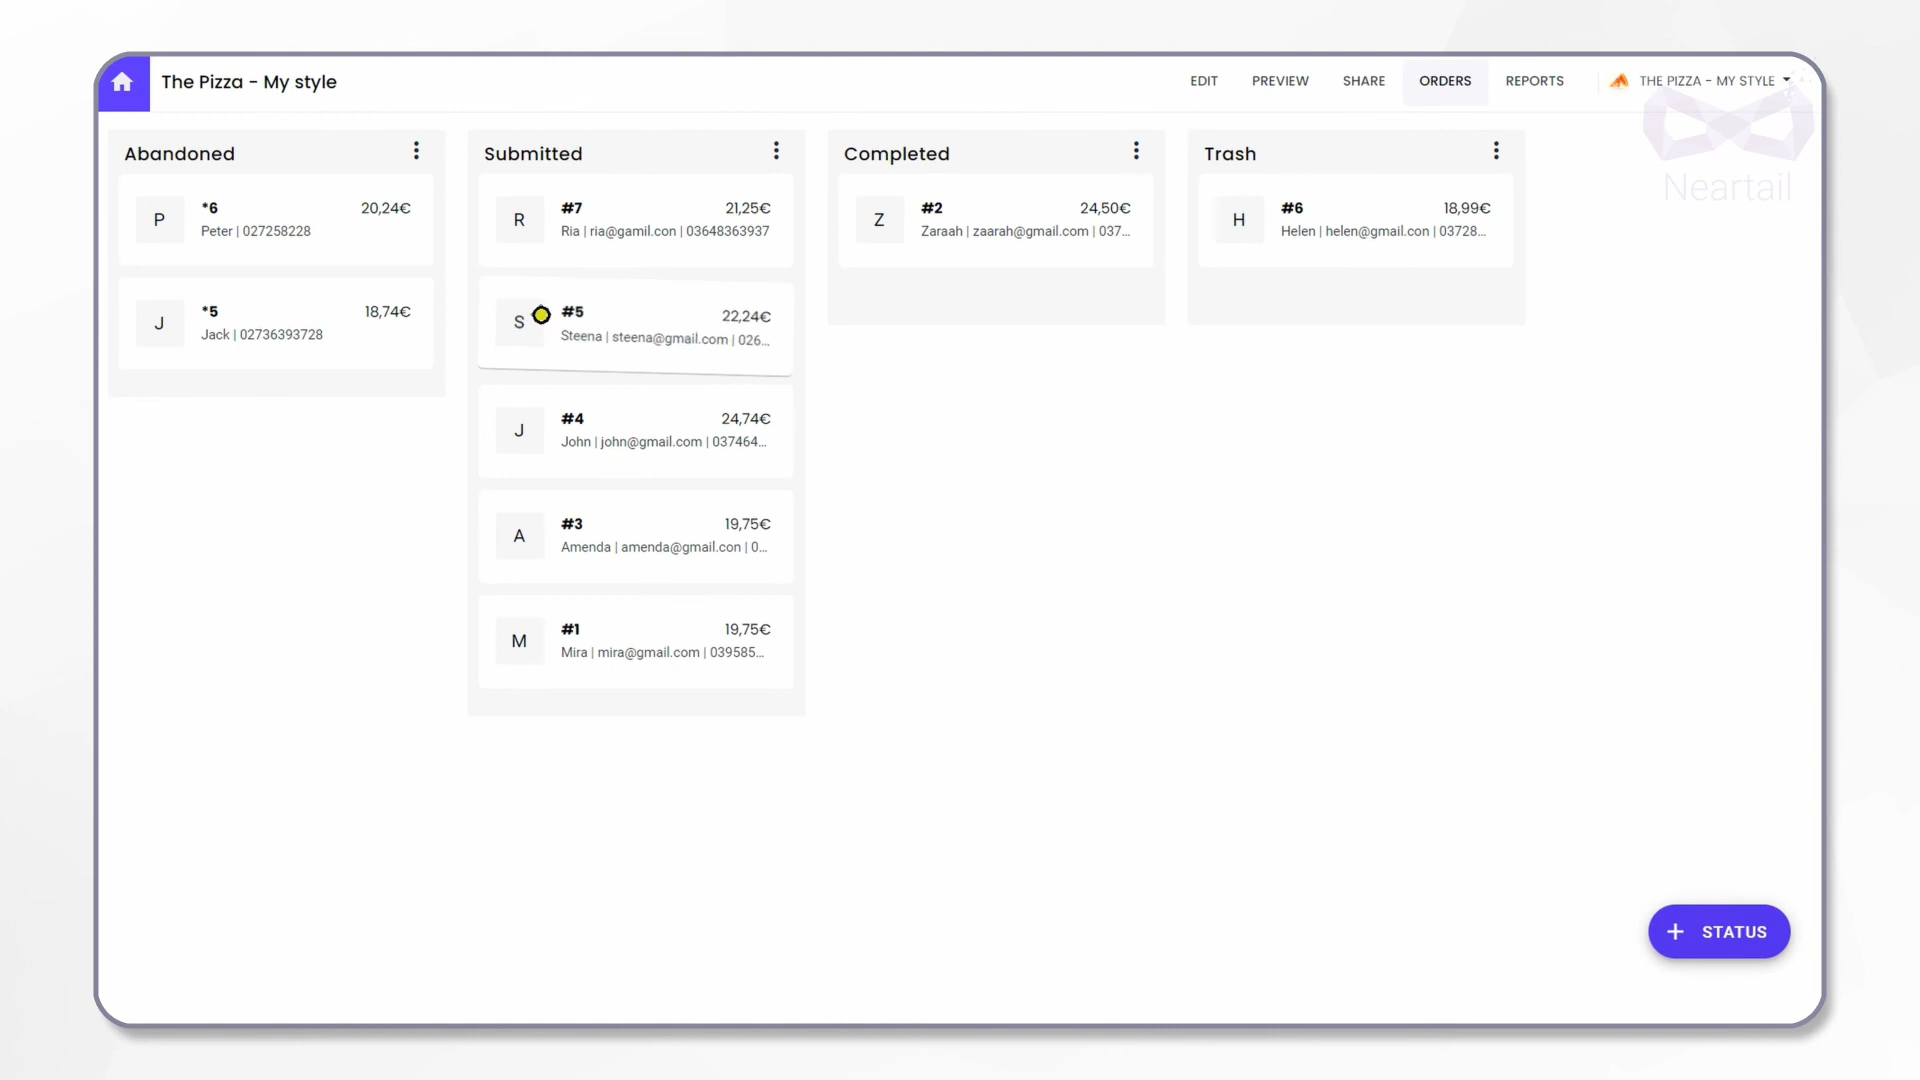 The Pizza - My style
EDIT PREVIEW SHARE ORDERS REPORTS THE PIZZA - MY STYLE
Neartail
Abandoned
*6 20,24€
Peter | 027258228
*5 18,74€
Jack | 02736393728
Submitted
R #7 21,25€
Ria | ria@gamil.con | 03648363937
S #5 22,24€
Steena | steena@gmail.com | 026...
J #4 24,74€
John | john@gmail.com | 037464...
A #3 19,75€
Amenda | amenda@gmail.con | 0...
M #1 19,75€
Mira | mira@gmail.com | 039585...
Completed
Z #2 24,50€
Zaraah | zaarah@gmail.com | 037...
Trash
H #6 18,99€
Helen | helen@gmail.con | 03728...
+ STATUS